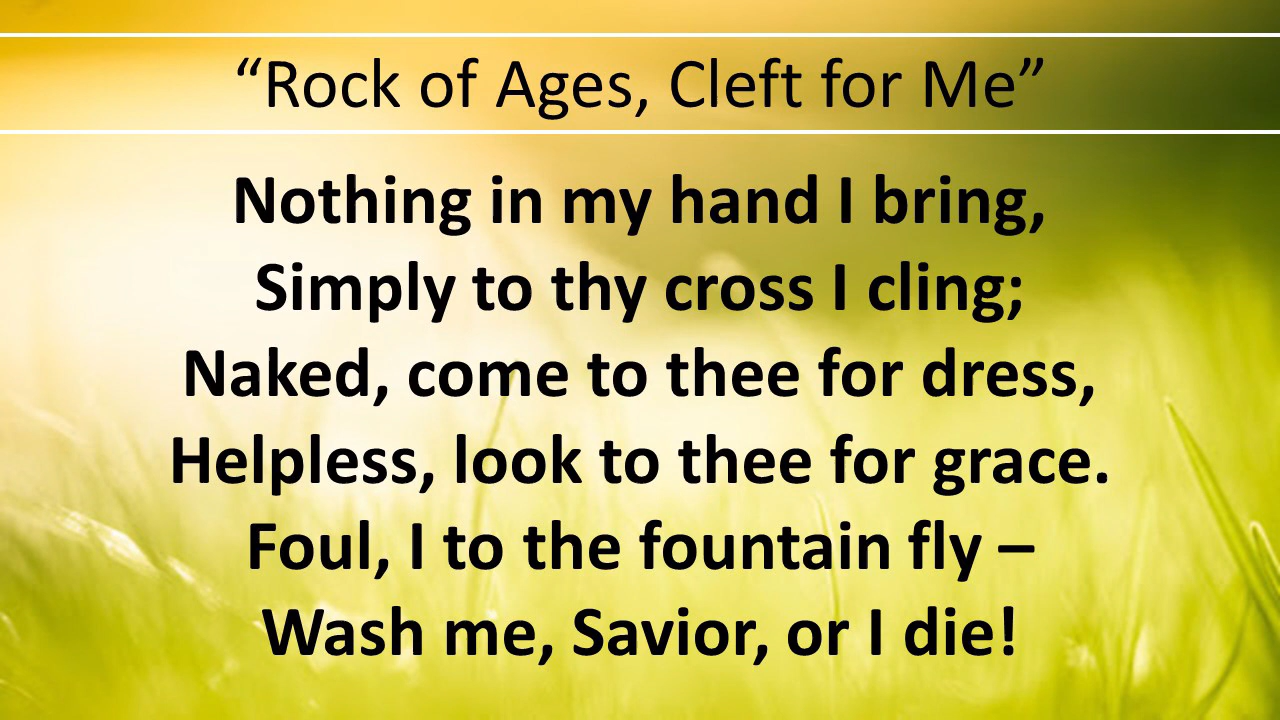 “Rock of Ages, Cleft for Me”
Nothing in my hand I bring,
Simply to thy cross I cling;
Naked, come to thee for dress,
Helpless, look to thee for grace.
Foul, I to the fountain fly –
Wash me, Savior, or I die!